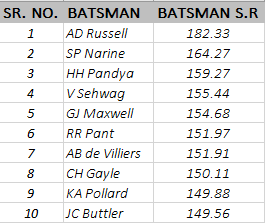 SR. NO. BATSMAN BATSMAN S.R
1 AD Russell 182.33
2 SP Narine 164.27
3 HH Pandya 159.27
4 V Sehwag 155.44
5 GJ Maxwell 154.68
6 RR Pant 151.97
7 AB de Villiers 151.91
8 CH Gayle 150.11
9 KA Pollard 149.88
10 JC Buttler 149.56